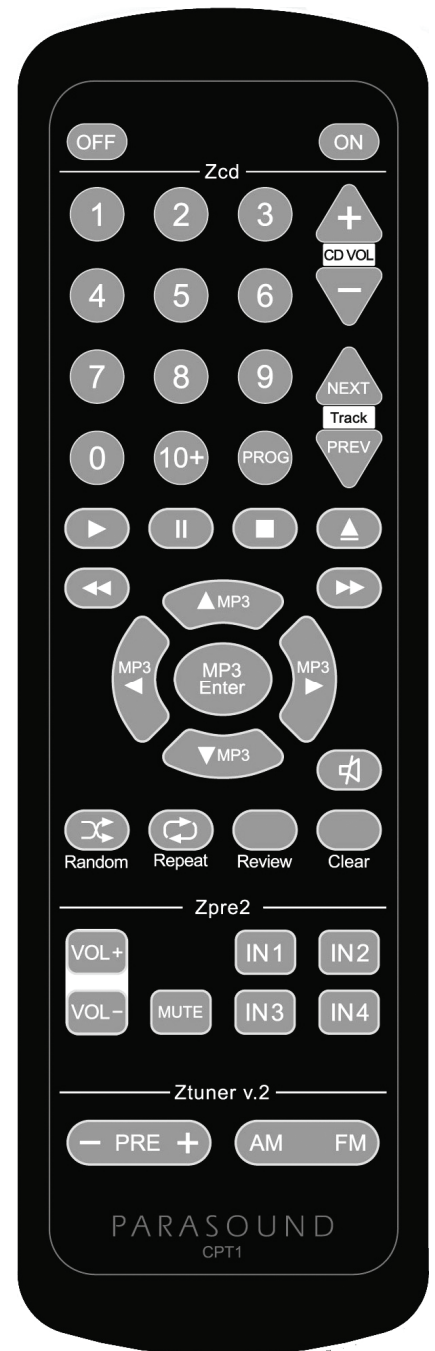 OFF ON
Zcd
1 2 3 +
CD VOL
4 5 6 −
7 8 9 NEXT
Track
0 10+ PROG PREV
▲ MP3
MP3 ◀ MP3 Enter MP3 ▶
▼ MP3
Random Repeat Review Clear
Zpre2
VOL+ IN1 IN2
VOL− MUTE IN3 IN4
Ztuner v.2
− PRE + AM FM
PARASOUND
CPT1